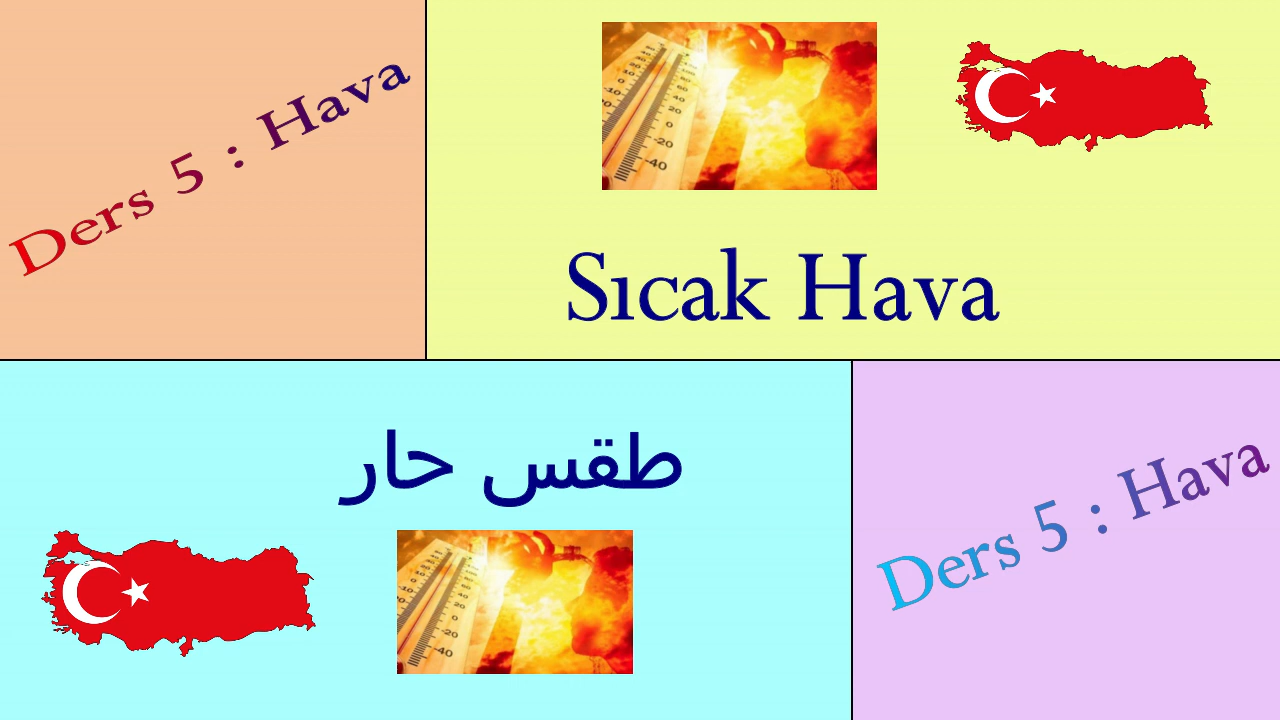 Ders 5 : Hava
Sıcak Hava
طقس حار
Ders 5 : Hava